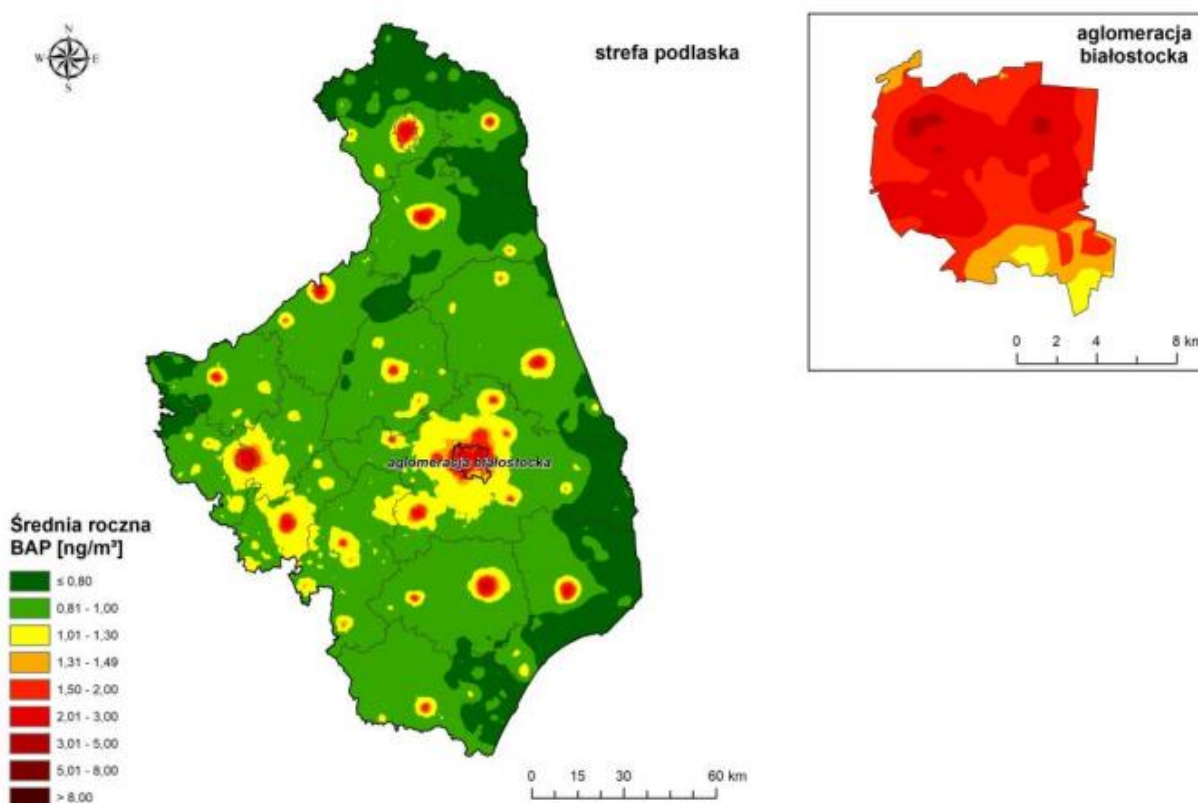 N
W E
S
strefa podlaska
aglomeracja
białostocka
0 2 4 8 km
aglomeracja białostocka
Średnia roczna
BAP [ng/m³]
≤ 0,80
0,81 - 1,00
1,01 - 1,30
1,31 - 1,49
1,50 - 2,00
2,01 - 3,00
3,01 - 5,00
5,01 - 8,00
> 8,00
0 15 30 60 km